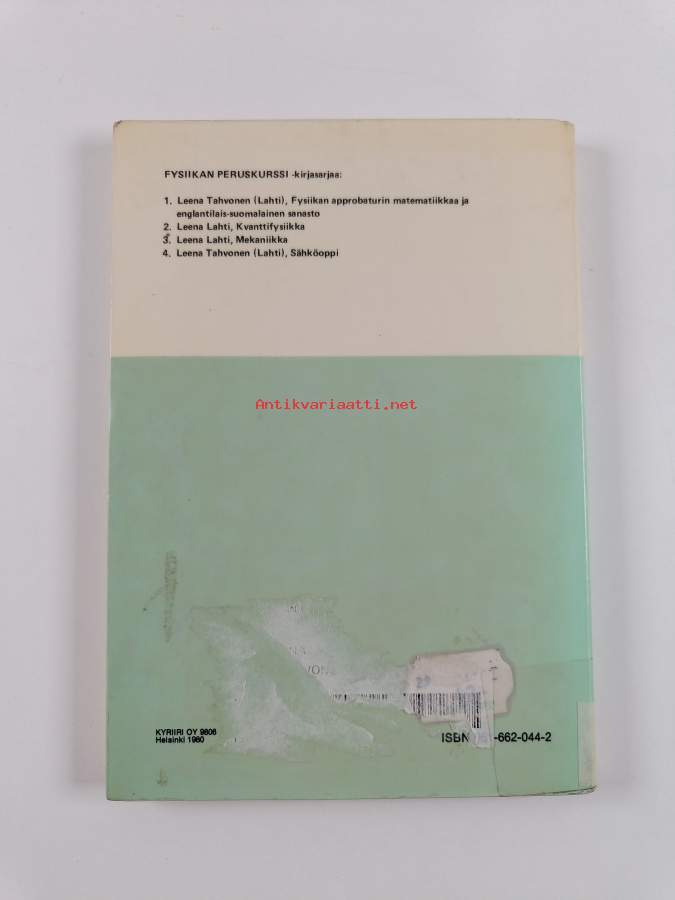 FYSIIKAN PERUSKURSSI -kirjasarjaa:
1. Leena Tahvonen (Lahti), Fysiikan approbaturin matematiikkaa ja
englantilais-suomalainen sanasto
2. Leena Lahti, Kvanttifysiikka
3. Leena Lahti, Mekaniikka
4. Leena Tahvonen (Lahti), Sähköoppi
Antikvariaatti.net
KYRIIRI OY 9806
Helsinki 1980
ISBN -662-044-2